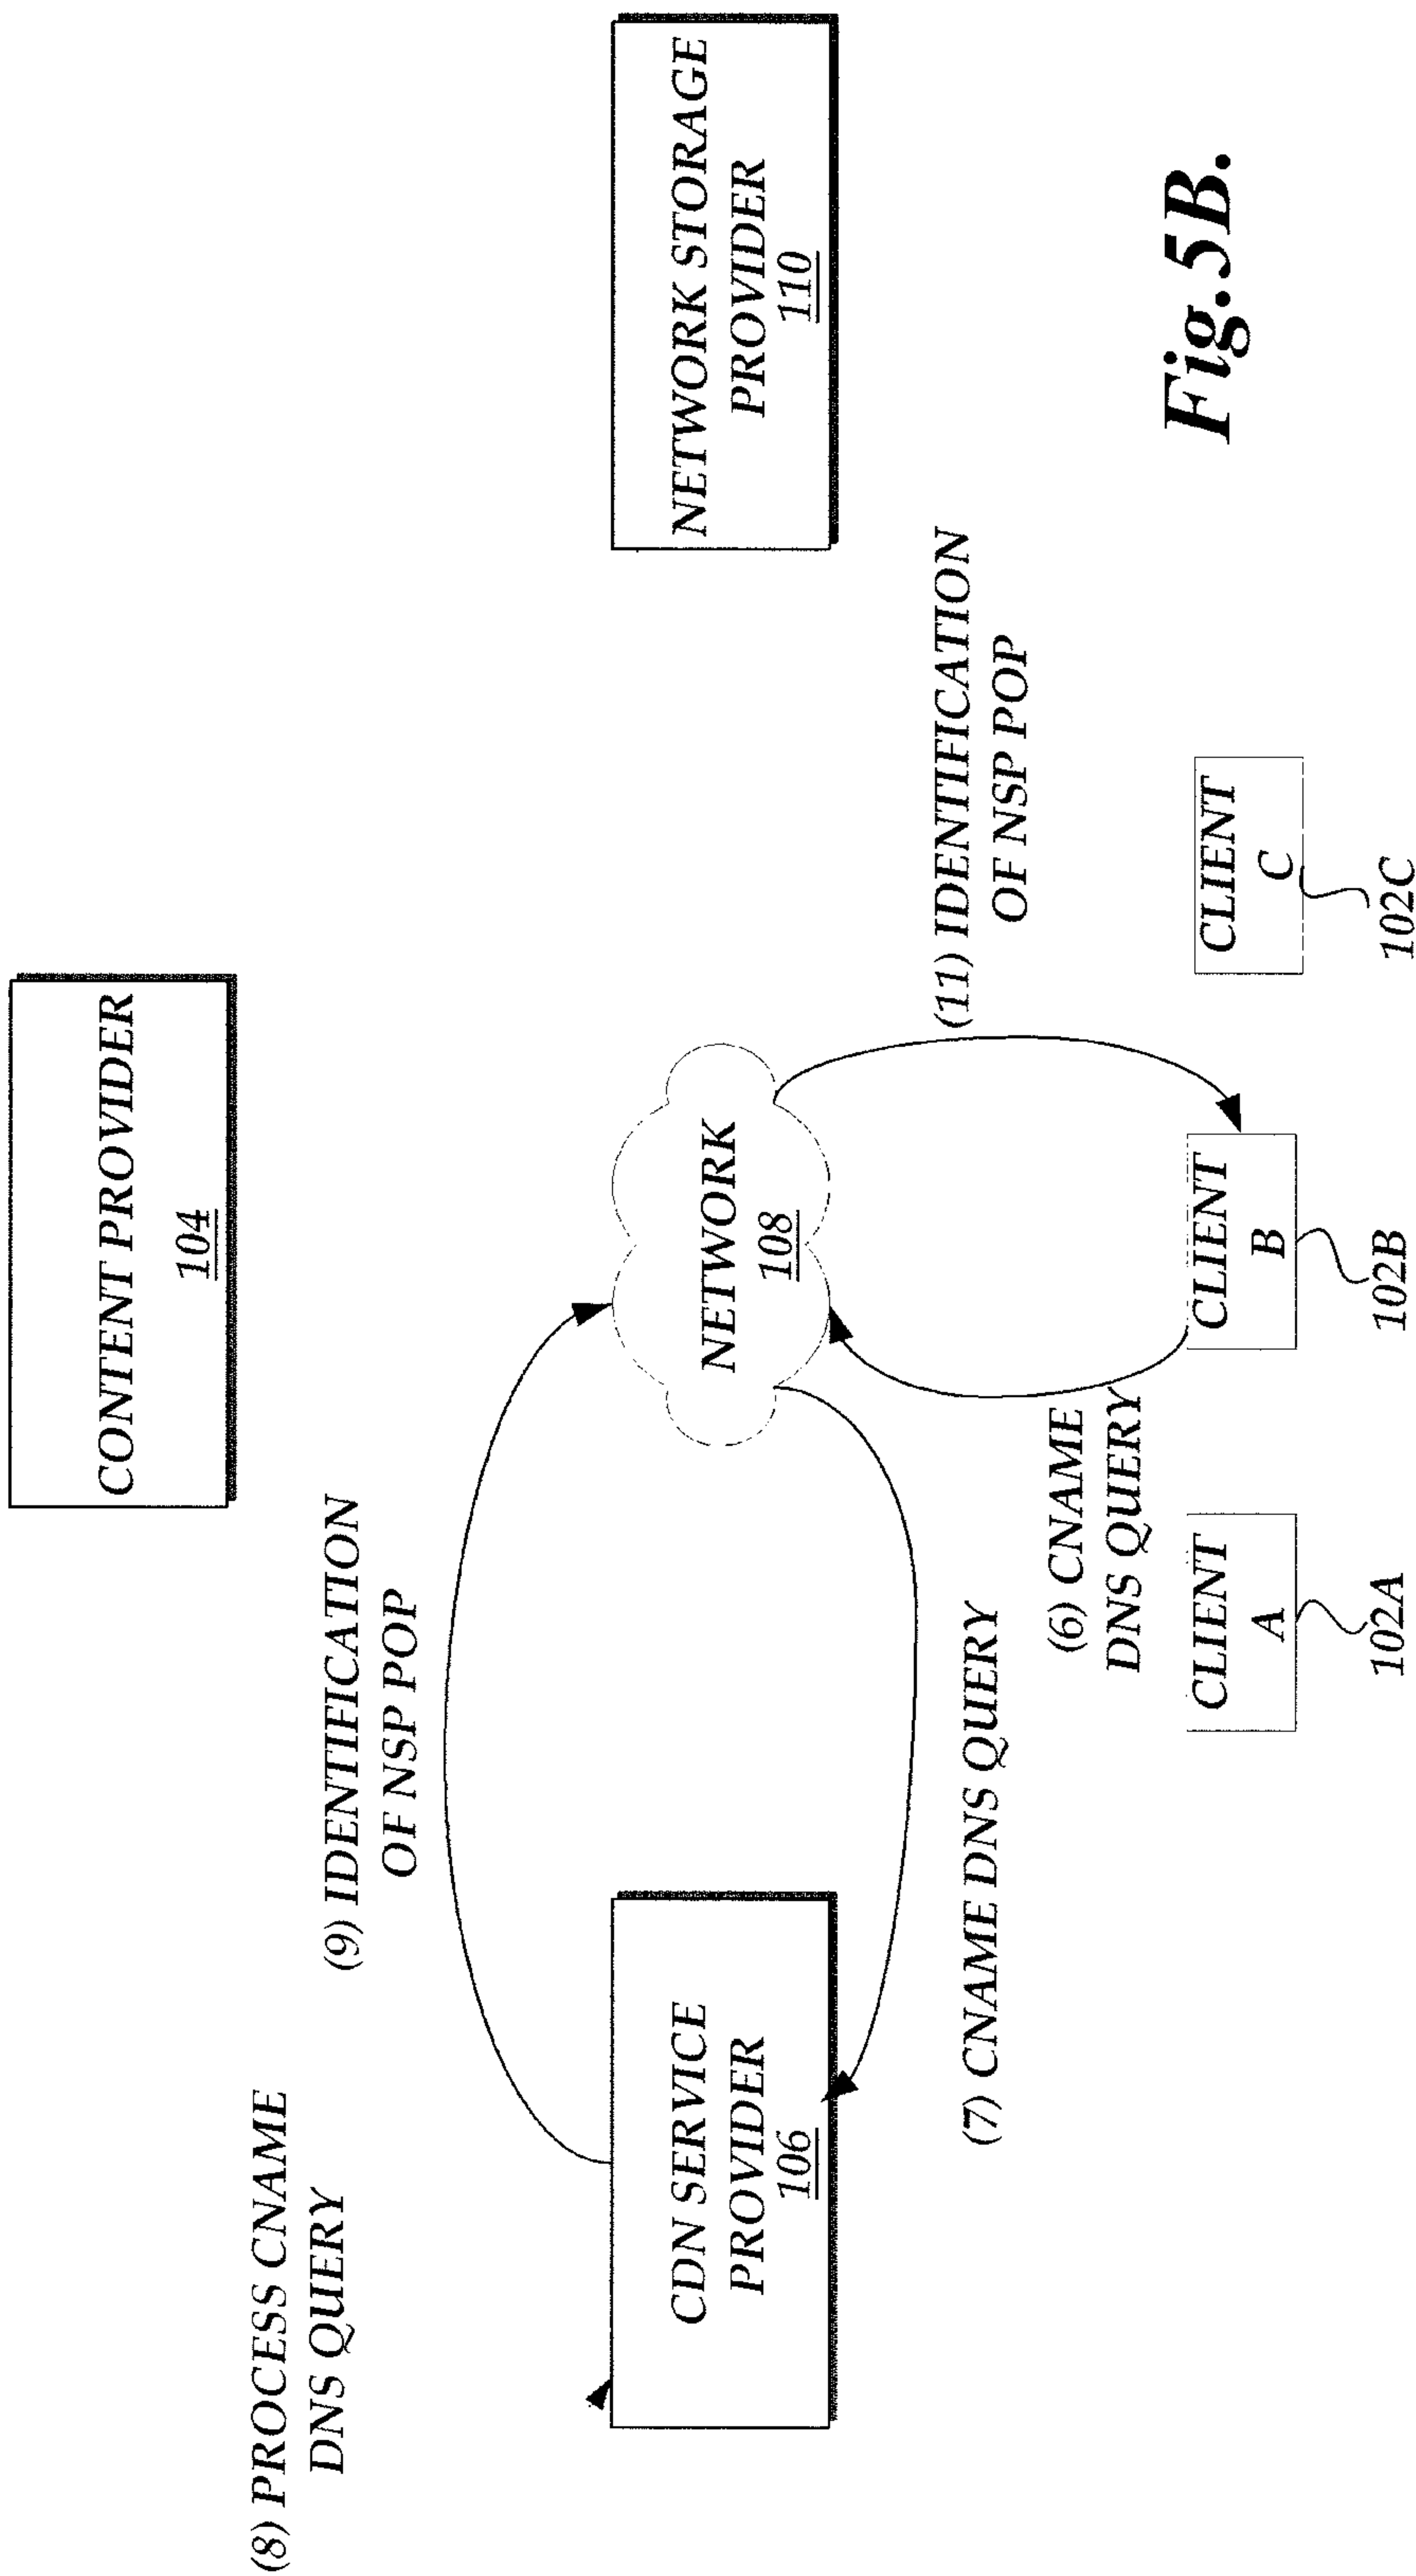 CONTENT PROVIDER
104
(8) PROCESS CNAME
DNS QUERY
(9) IDENTIFICATION
OF NSP POP
CDN SERVICE
PROVIDER
106
NETWORK
108
NETWORK STORAGE
PROVIDER
110
(7) CNAME DNS QUERY
(6) CNAME
DNS QUERY
(11) IDENTIFICATION
OF NSP POP
CLIENT
A
102A
CLIENT
B
102B
CLIENT
C
102C
Fig.5B.